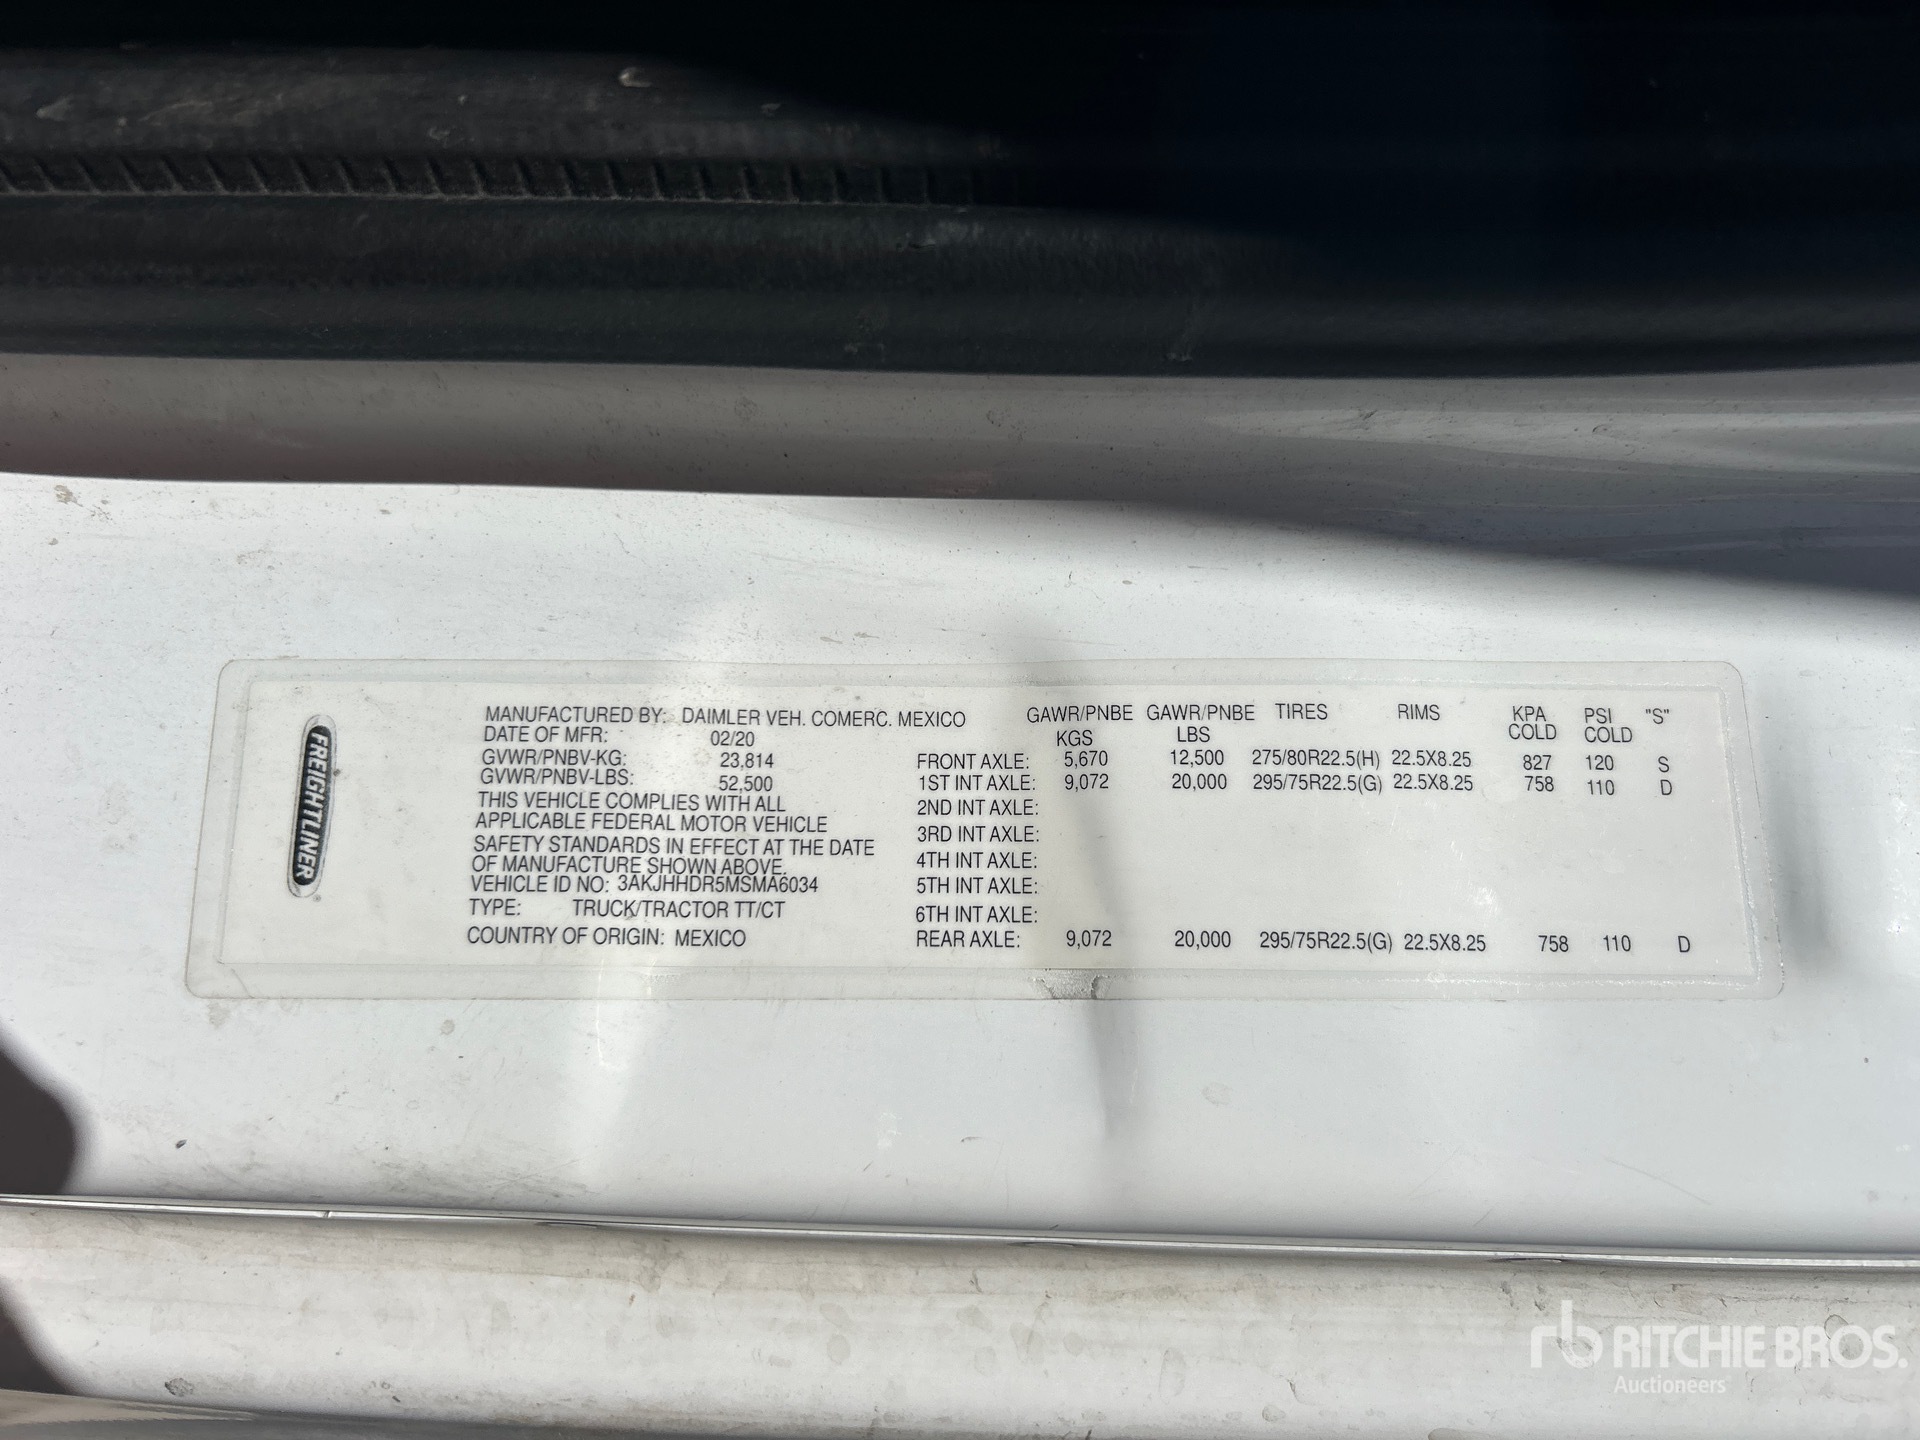 FREIGHTLINER
MANUFACTURED BY: DAIMLER VEH. COMERC. MEXICO
DATE OF MFR: 02/20
GVWR/PNBV-KG: 23,814
GVWR/PNBV-LBS: 52,500
THIS VEHICLE COMPLIES WITH ALL
APPLICABLE FEDERAL MOTOR VEHICLE
SAFETY STANDARDS IN EFFECT AT THE DATE
OF MANUFACTURE SHOWN ABOVE.
VEHICLE ID NO: 3AKJHHDR5MSMA6034
TYPE: TRUCK/TRACTOR TT/CT
COUNTRY OF ORIGIN: MEXICO
GAWR/PNBE KGS GAWR/PNBE LBS TIRES RIMS KPA COLD PSI COLD "S"
FRONT AXLE: 5,670 12,500 275/80R22.5(H) 22.5X8.25 827 120 S
1ST INT AXLE: 9,072 20,000 295/75R22.5(G) 22.5X8.25 758 110 D
2ND INT AXLE:
3RD INT AXLE:
4TH INT AXLE:
5TH INT AXLE:
6TH INT AXLE:
REAR AXLE: 9,072 20,000 295/75R22.5(G) 22.5X8.25 758 110 D
rb RITCHIE BROS.
Auctioneers